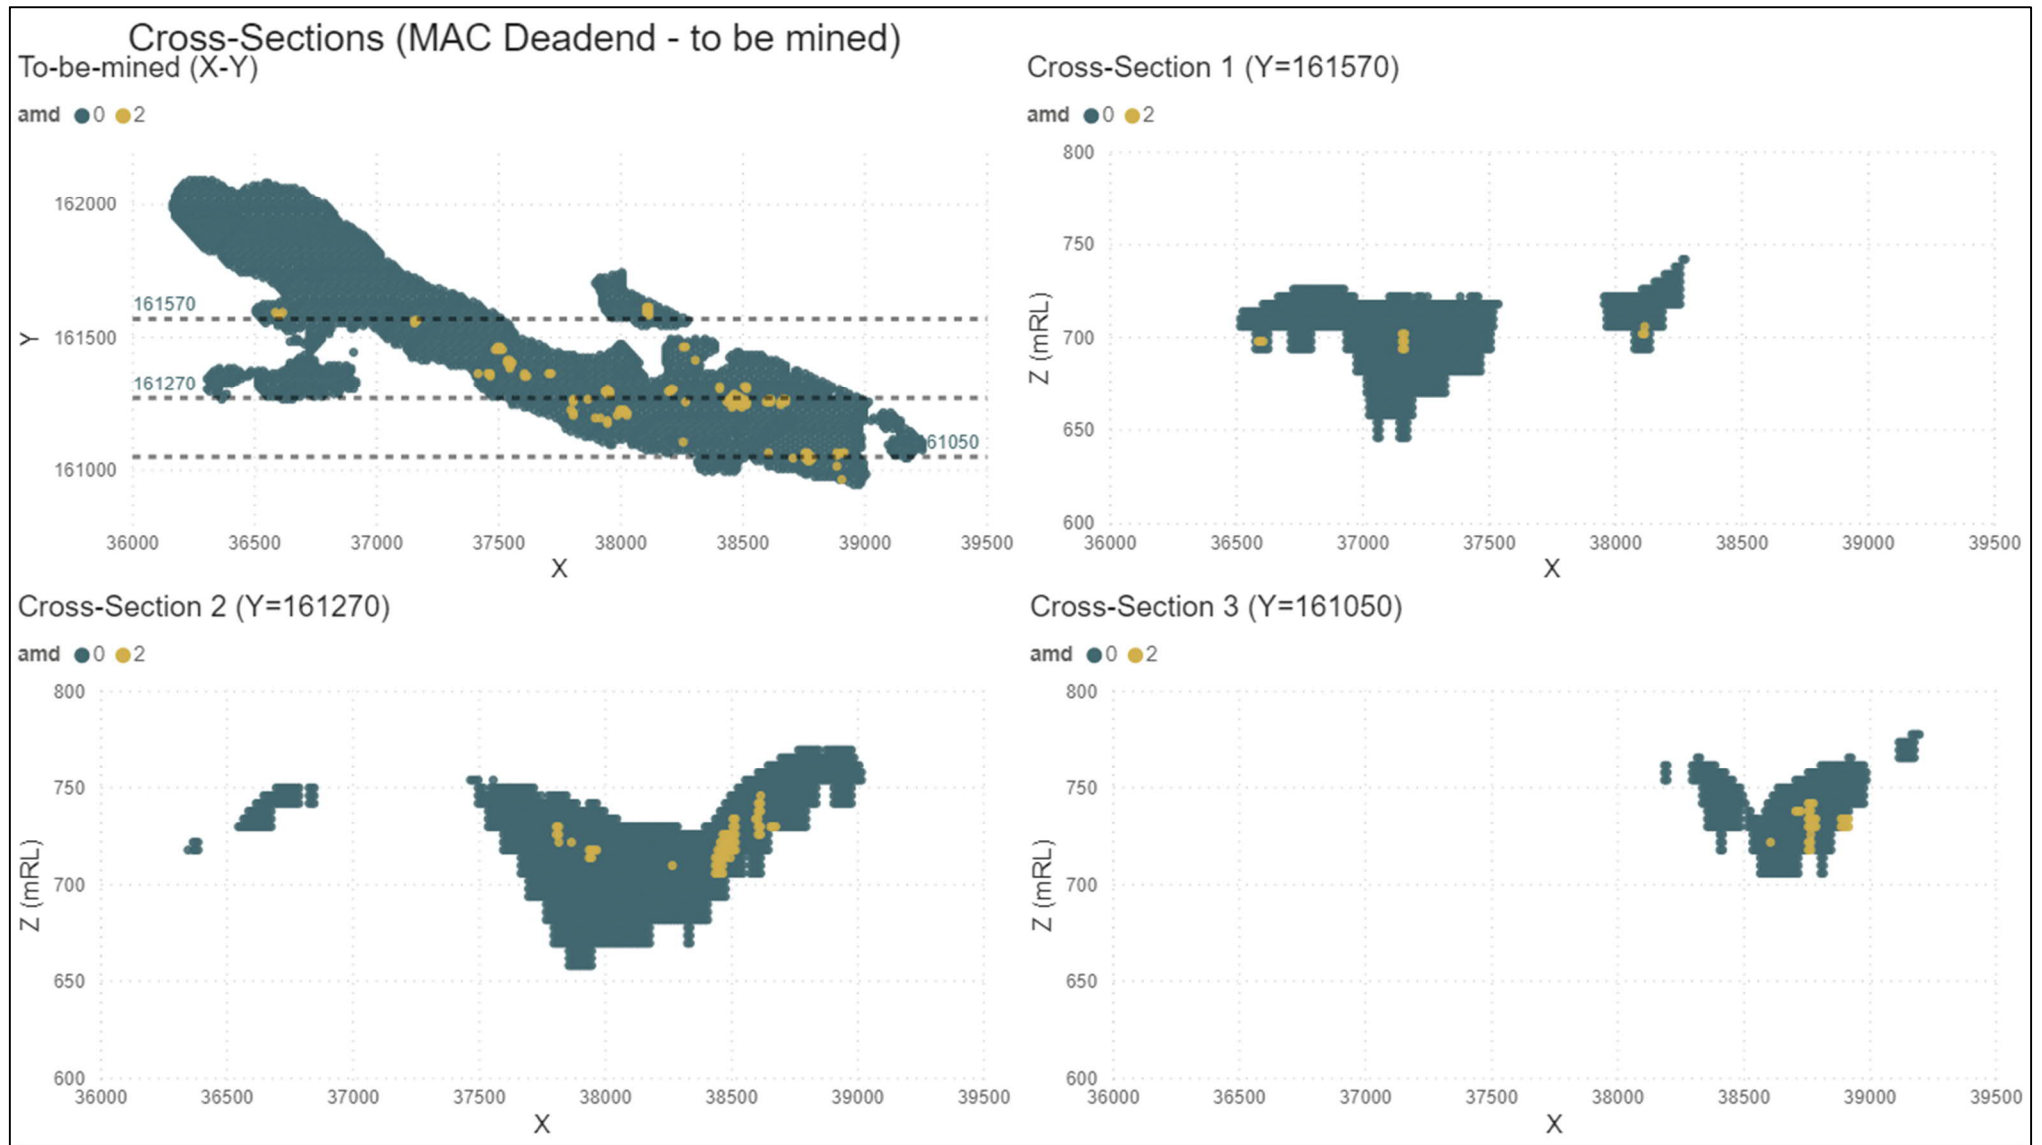 Cross-Sections (MAC Deadend - to be mined)
To-be-mined (X-Y)
amd 0 2
Y
162000
161500
161000
161570
161270
61050
36000 36500 37000 37500 38000 38500 39000 39500
X
Cross-Section 1 (Y=161570)
amd 0 2
Z (mRL)
800
750
700
650
600
36000 36500 37000 37500 38000 38500 39000 39500
X
Cross-Section 2 (Y=161270)
amd 0 2
Z (mRL)
800
750
700
650
600
36000 36500 37000 37500 38000 38500 39000 39500
X
Cross-Section 3 (Y=161050)
amd 0 2
Z (mRL)
800
750
700
650
600
36000 36500 37000 37500 38000 38500 39000 39500
X